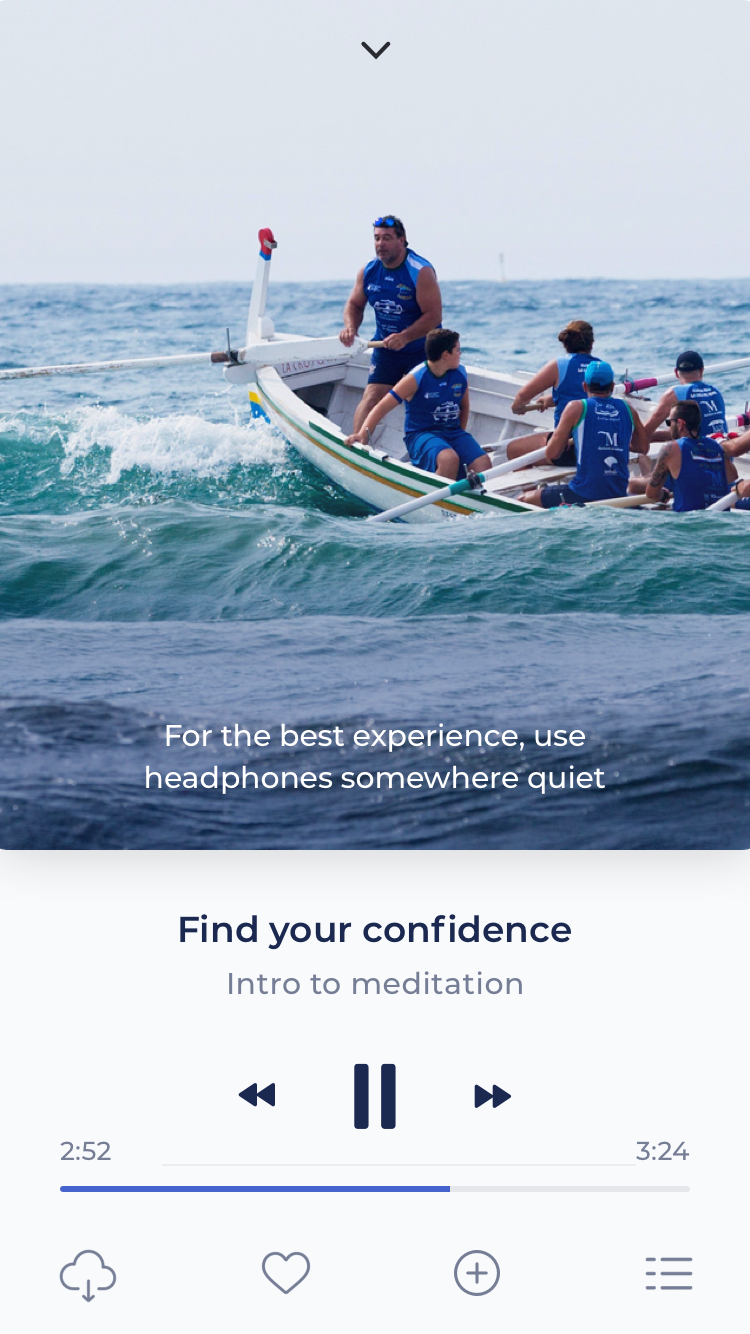 For the best experience, use
headphones somewhere quiet
Find your confidence
Intro to meditation
2:52
3:24